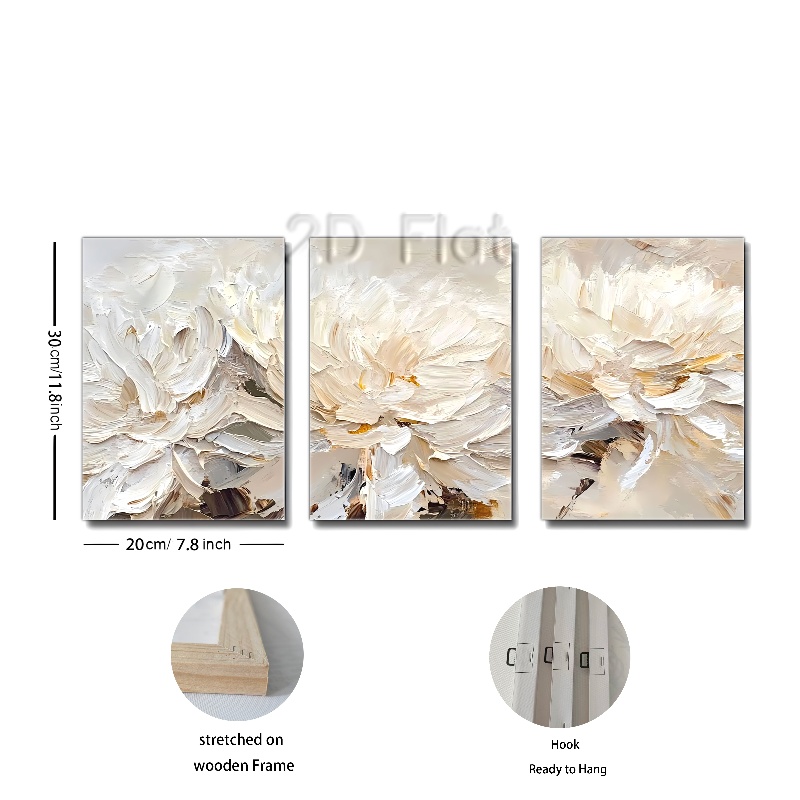 2D Flat
30cm/11.8inch
20cm/ 7.8 inch
stretched on
wooden Frame
Hook
Ready to Hang